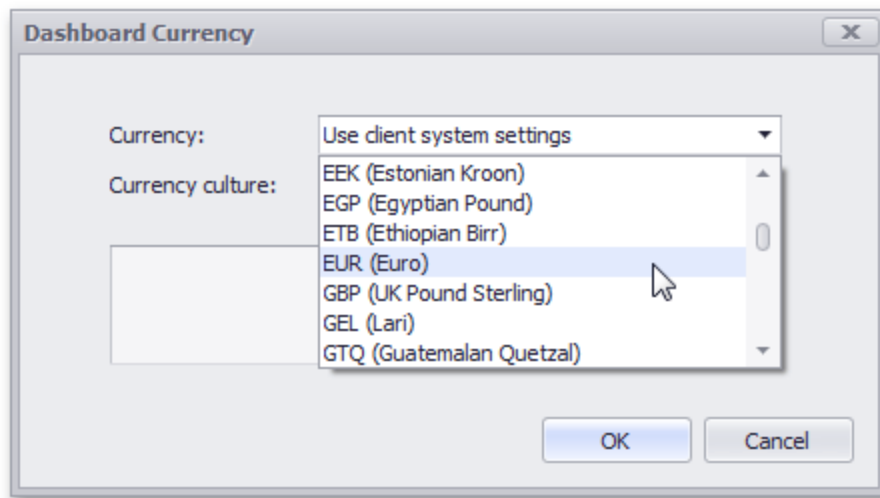 Dashboard Currency
Currency:
Use client system settings
Currency culture:
EEK (Estonian Kroon)
EGP (Egyptian Pound)
ETB (Ethiopian Birr)
EUR (Euro)
GBP (UK Pound Sterling)
GEL (Lari)
GTQ (Guatemalan Quetzal)
OK
Cancel